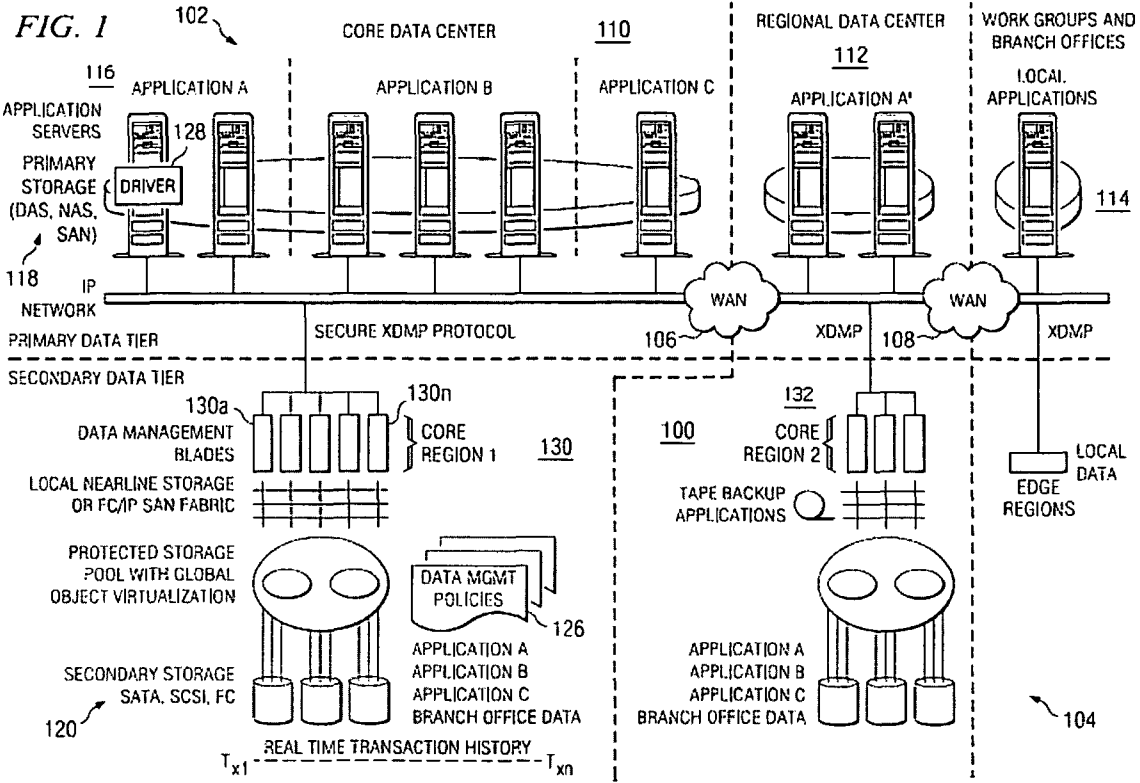 FIG. 1
102
CORE DATA CENTER
110
REGIONAL DATA CENTER
112
WORK GROUPS AND
BRANCH OFFICES
116
APPLICATION A
APPLICATION B
APPLICATION C
APPLICATION A'
LOCAL
APPLICATIONS
APPLICATION
SERVERS
128
PRIMARY
STORAGE
(DAS, NAS,
SAN)
DRIVER
114
118
IP
NETWORK
WAN
WAN
SECURE XDMP PROTOCOL
106
XDMP
108
XDMP
PRIMARY DATA TIER
SECONDARY DATA TIER
130a
130n
DATA MANAGEMENT
BLADES
CORE
REGION 1
130
100
132
CORE
REGION 2
LOCAL
DATA
EDGE
REGIONS
LOCAL NEARLINE STORAGE
OR FC/IP SAN FABRIC
TAPE BACKUP
APPLICATIONS
PROTECTED STORAGE
POOL WITH GLOBAL
OBJECT VIRTUALIZATION
DATA MGMT
POLICIES
126
SECONDARY STORAGE
SATA, SCSI, FC
120
APPLICATION A
APPLICATION B
APPLICATION C
BRANCH OFFICE DATA
APPLICATION A
APPLICATION B
APPLICATION C
BRANCH OFFICE DATA
104
REAL TIME TRANSACTION HISTORY
Tx1
Txn